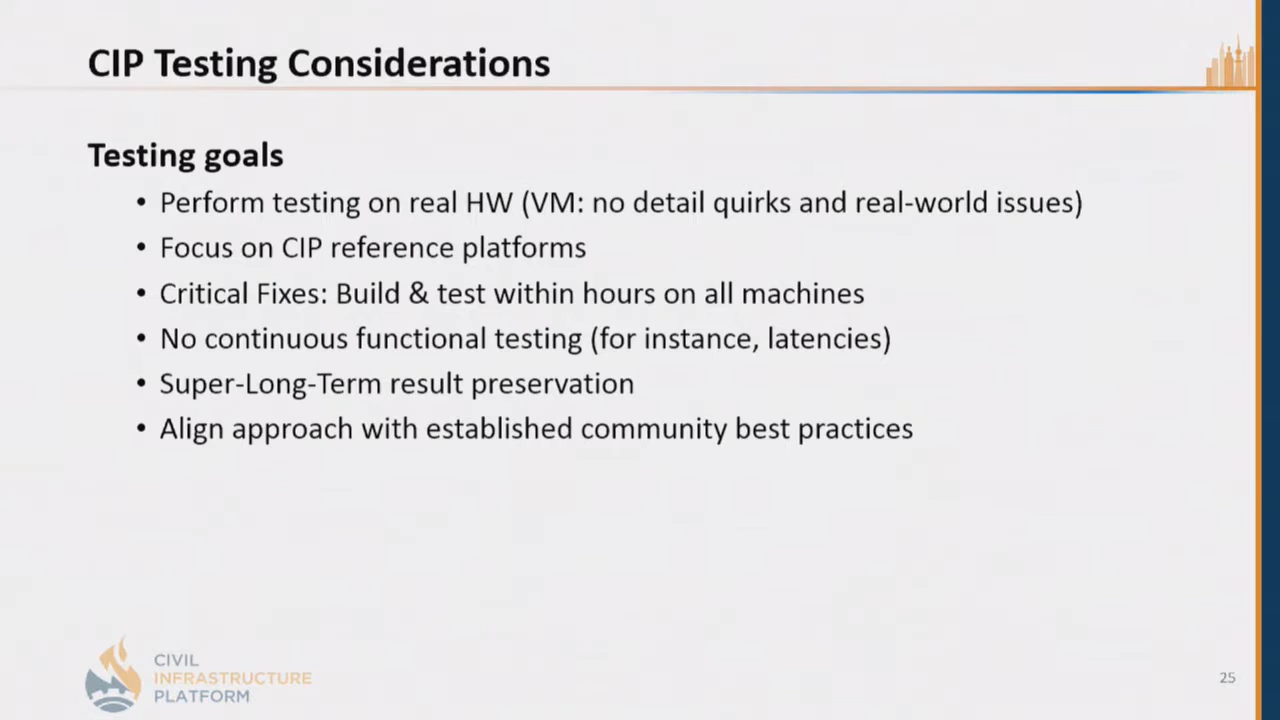 CIP Testing Considerations
Testing goals
• Perform testing on real HW (VM: no detail quirks and real-world issues)
• Focus on CIP reference platforms
• Critical Fixes: Build & test within hours on all machines
• No continuous functional testing (for instance, latencies)
• Super-Long-Term result preservation
• Align approach with established community best practices
CIVIL
INFRASTRUCTURE
PLATFORM
25